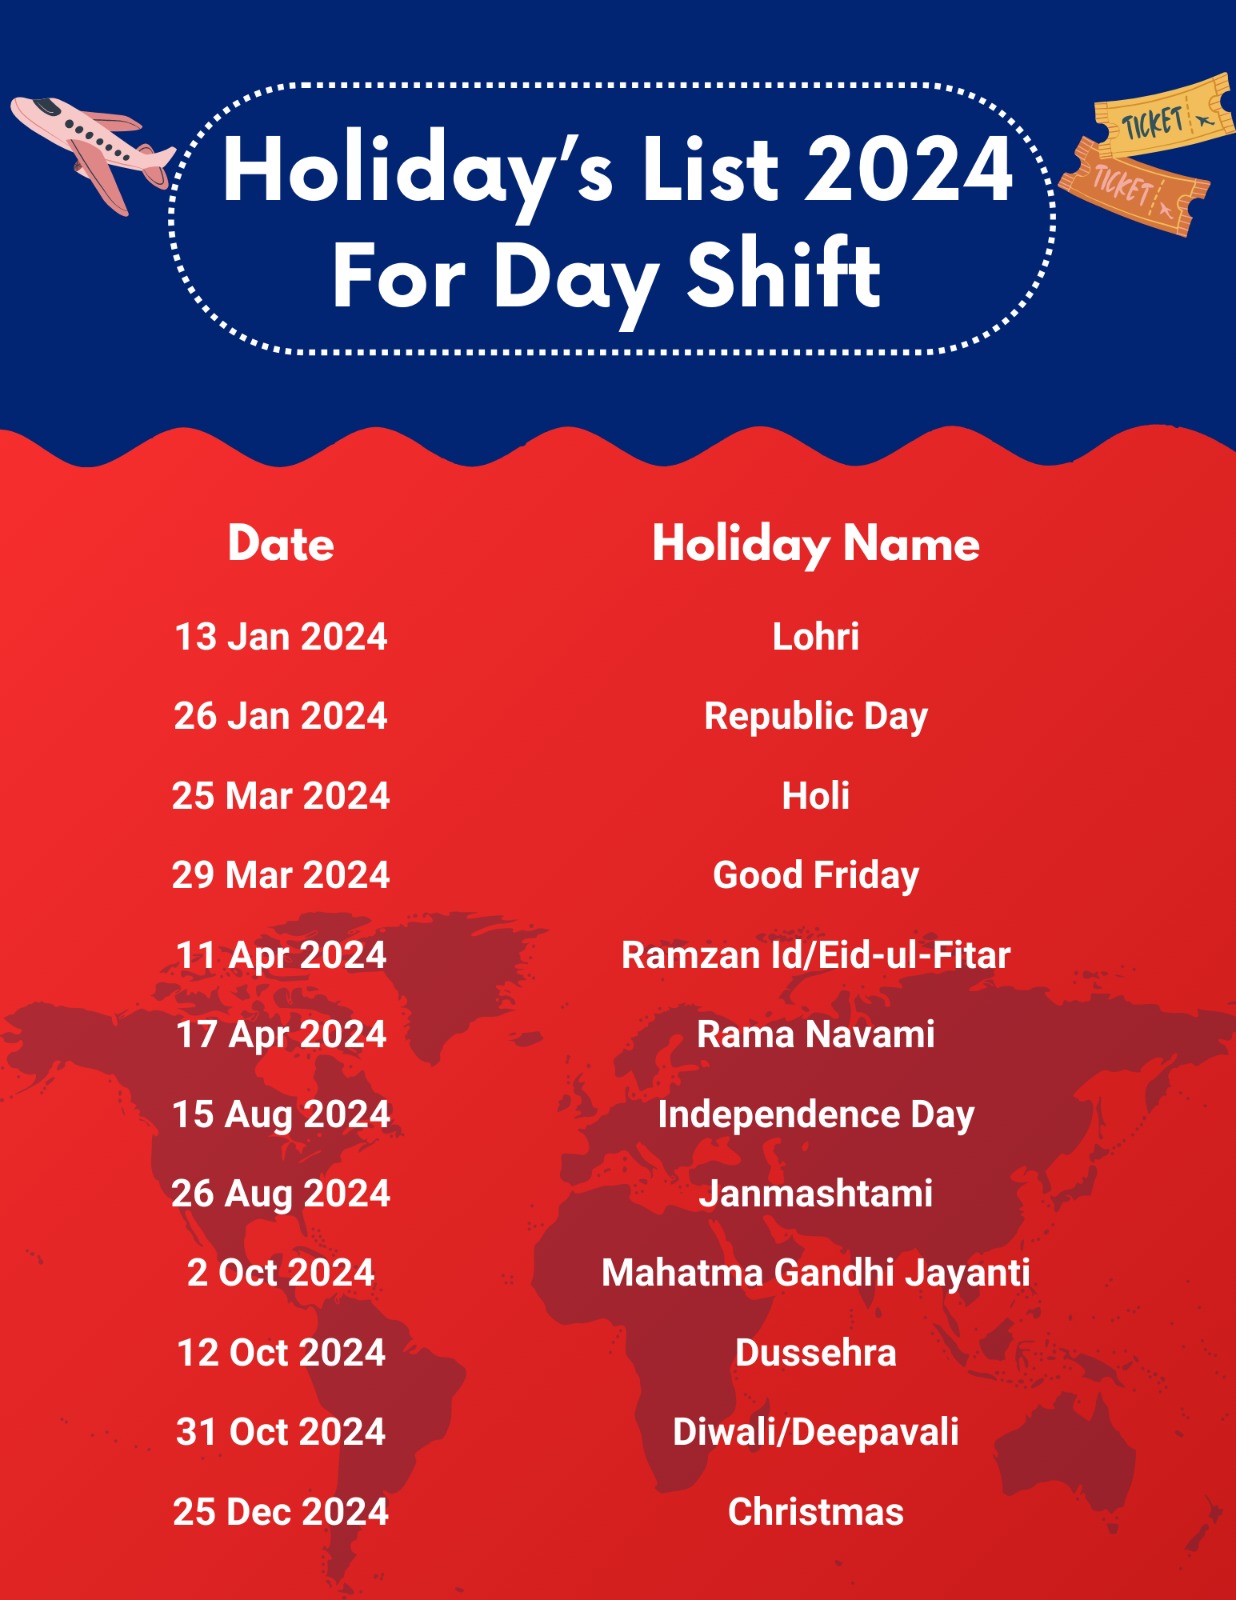 Holiday’s List 2024
For Day Shift
TICKET
TICKET
Date Holiday Name
13 Jan 2024 Lohri
26 Jan 2024 Republic Day
25 Mar 2024 Holi
29 Mar 2024 Good Friday
11 Apr 2024 Ramzan Id/Eid-ul-Fitar
17 Apr 2024 Rama Navami
15 Aug 2024 Independence Day
26 Aug 2024 Janmashtami
2 Oct 2024 Mahatma Gandhi Jayanti
12 Oct 2024 Dussehra
31 Oct 2024 Diwali/Deepavali
25 Dec 2024 Christmas